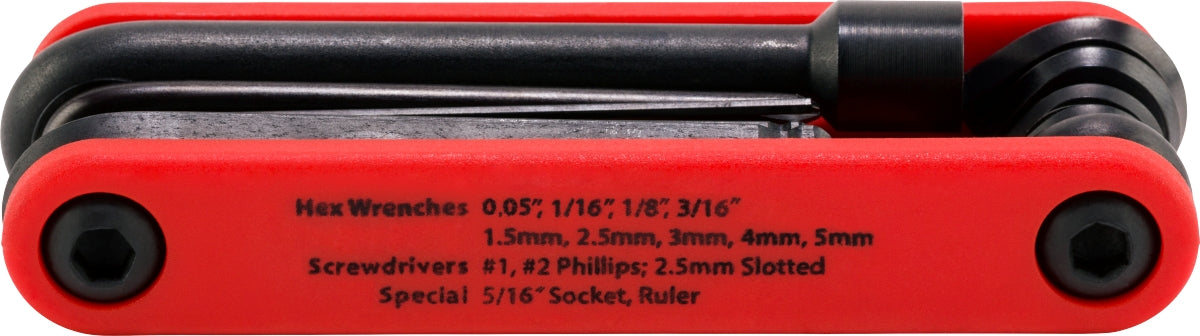 Hex Wrenches 0.05”, 1/16”, 1/8”, 3/16”
1.5mm, 2.5mm, 3mm, 4mm, 5mm
Screwdrivers #1, #2 Phillips; 2.5mm Slotted
Special 5/16” Socket, Ruler